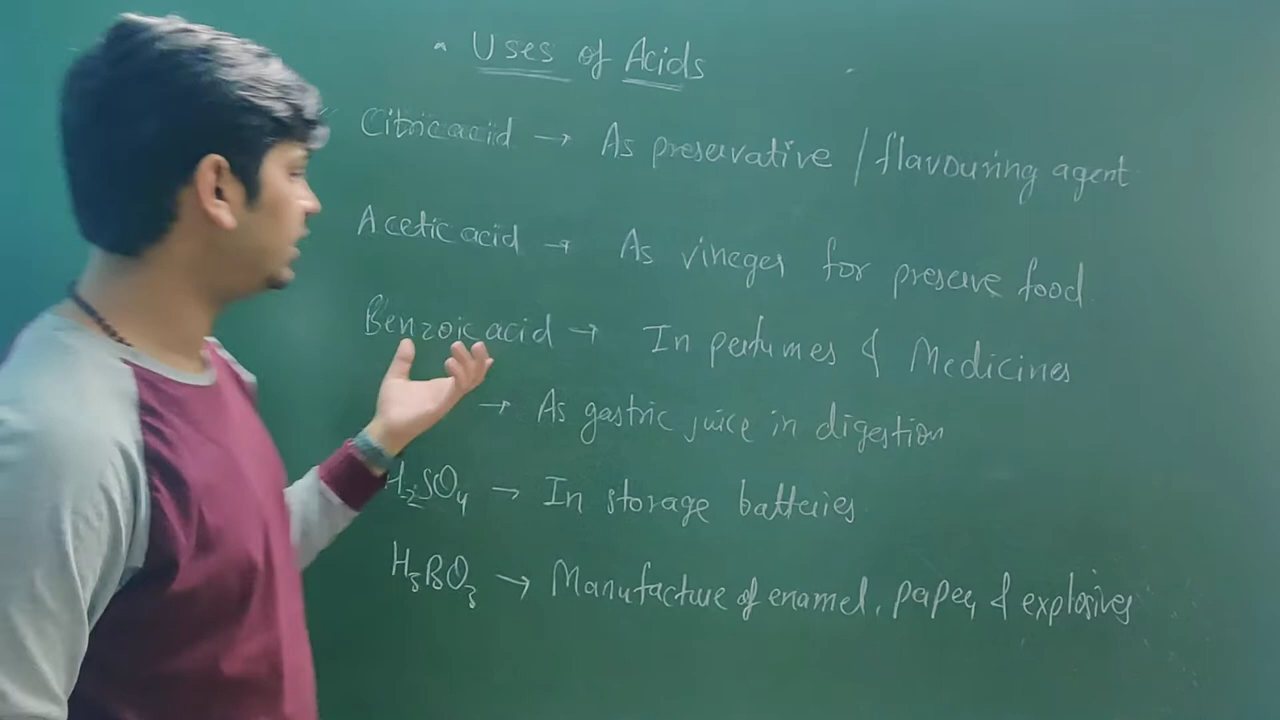 Uses of Acids
Citric acid → As preservative / flavouring agent
Acetic acid → As vineger for preserve food
Benzoic acid → In perfumes & Medicines
→ As gastric juice in digestion
H₂SO₄ → In storage batteries
H₃BO₃ → Manufacture of enamel, paper, & explosives